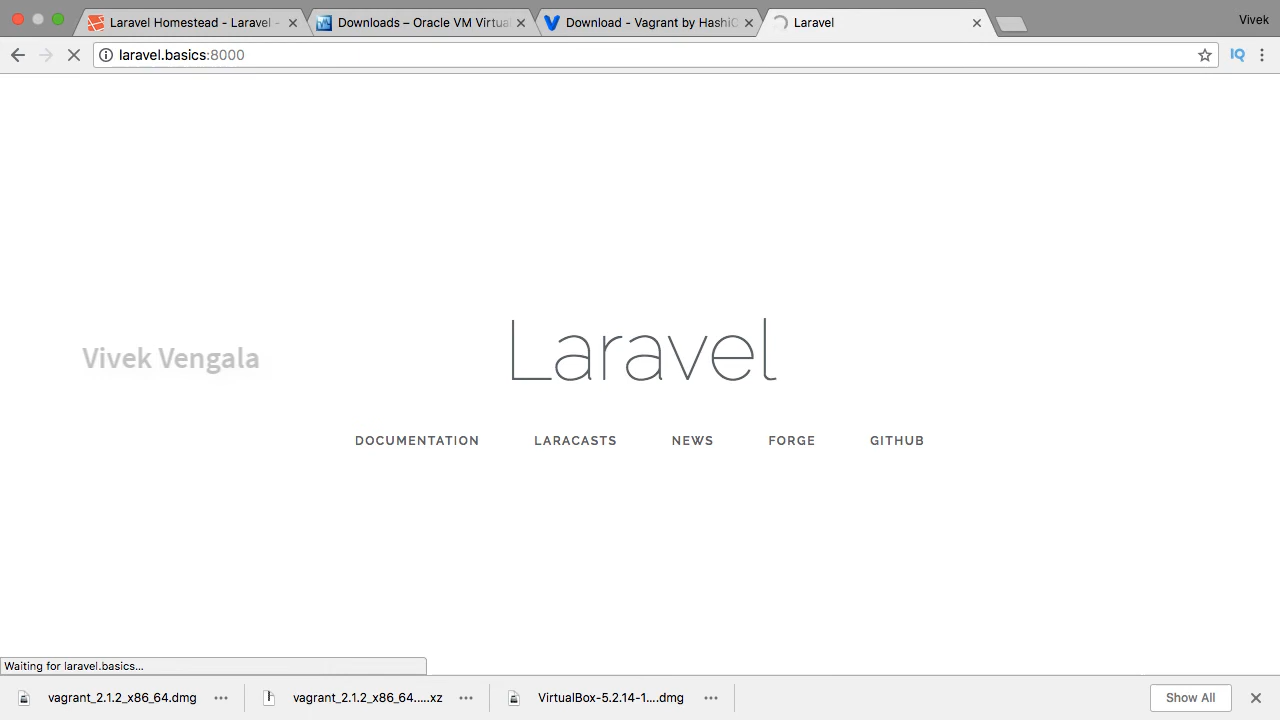 Laravel Homestead - Laravel -
Downloads – Oracle VM Virtual
Download - Vagrant by HashiC
Laravel
Vivek
laravel.basics:8000
IQ
Vivek Vengala
Laravel
DOCUMENTATION
LARACASTS
NEWS
FORGE
GITHUB
Waiting for laravel.basics...
vagrant_2.1.2_x86_64.dmg
vagrant_2.1.2_x86_64.....xz
VirtualBox-5.2.14-1....dmg
Show All